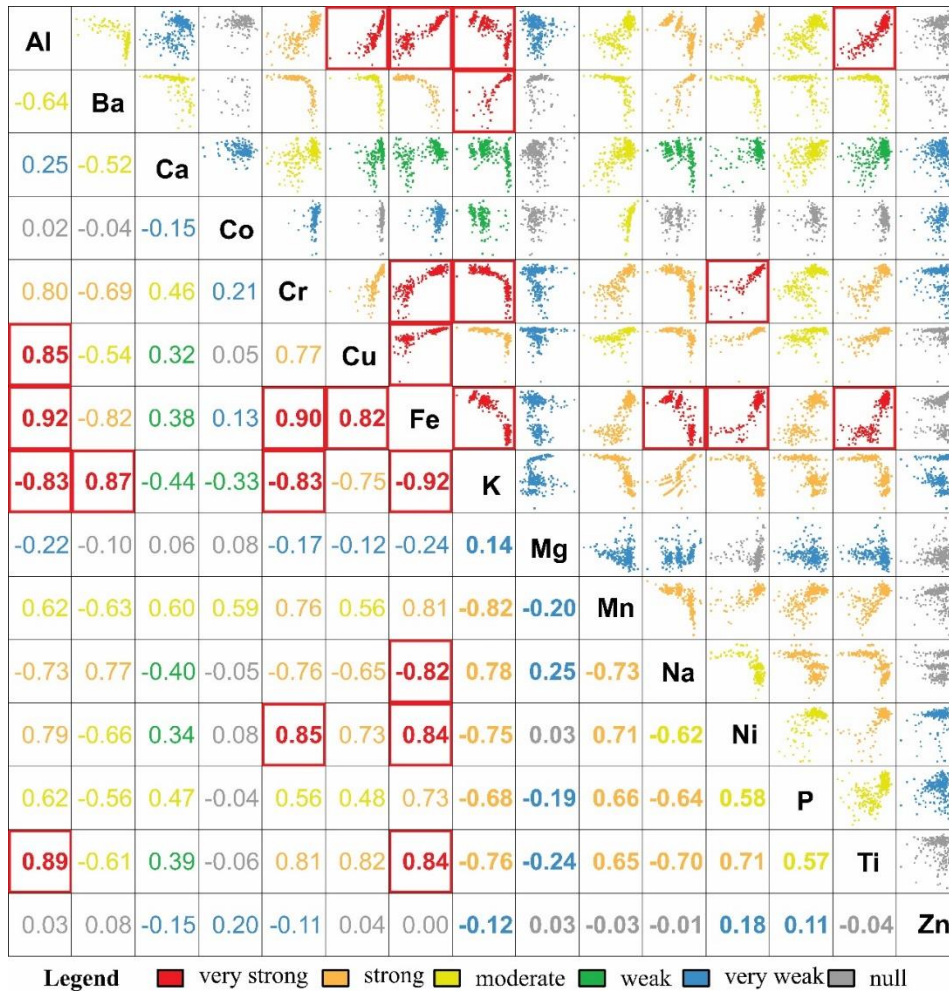 Al
-0.64 Ba
0.25 -0.52 Ca
0.02 -0.04 -0.15 Co
0.80 -0.69 0.46 0.21 Cr
0.85 -0.54 0.32 0.05 0.77 Cu
0.92 -0.82 0.38 0.13 0.90 0.82 Fe
-0.83 0.87 -0.44 -0.33 -0.83 -0.75 -0.92 K
-0.22 -0.10 0.06 0.08 -0.17 -0.12 -0.24 0.14 Mg
0.62 -0.63 0.60 0.59 0.76 0.56 0.81 -0.82 -0.20 Mn
-0.73 0.77 -0.40 -0.05 -0.76 -0.65 -0.82 0.78 0.25 -0.73 Na
0.79 -0.66 0.34 0.08 0.85 0.73 0.84 -0.75 0.03 0.71 -0.62 Ni
0.62 -0.56 0.47 -0.04 0.56 0.48 0.73 -0.68 -0.19 0.66 -0.64 0.58 P
0.89 -0.61 0.39 -0.06 0.81 0.82 0.84 -0.76 -0.24 0.65 -0.70 0.71 0.57 Ti
0.03 0.08 -0.15 0.20 -0.11 0.04 0.00 -0.12 0.03 -0.03 -0.01 0.18 0.11 -0.04 Zn
Legend very strong strong moderate weak very weak null